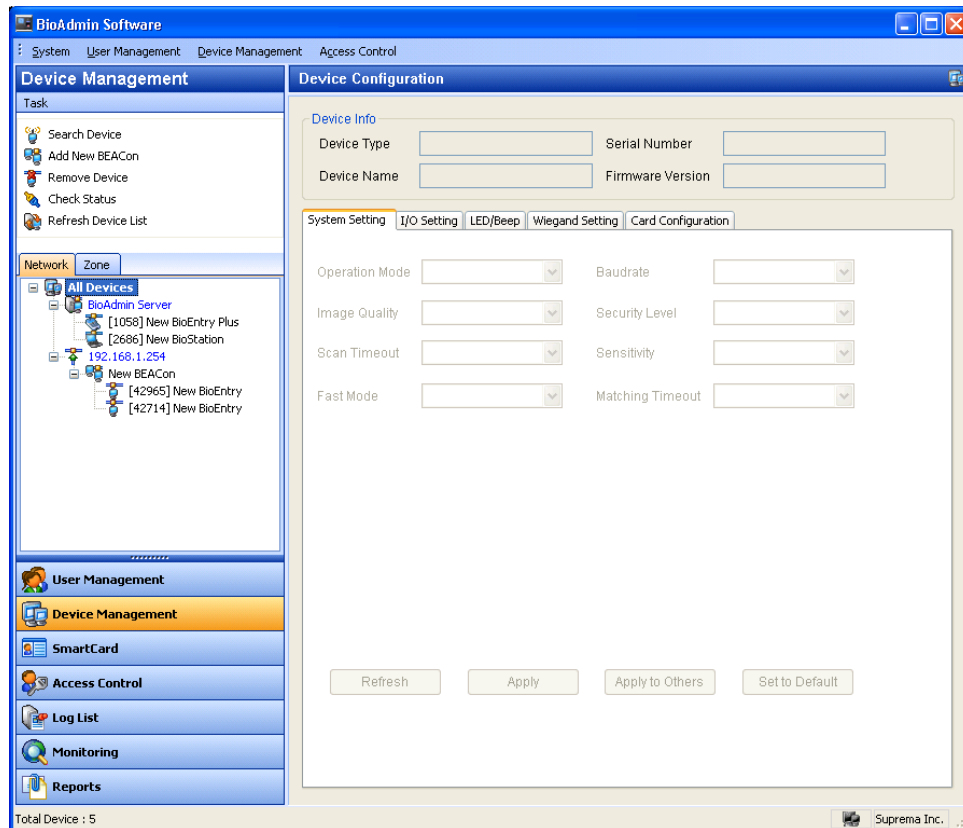 BioAdmin Software
System User Management Device Management Access Control
Device Management
Task
Search Device
Add New BEACon
Remove Device
Check Status
Refresh Device List
Network Zone
All Devices
BioAdmin Server
[1058] New BioEntry Plus
[2686] New BioStation
192.168.1.254
New BEACon
[42965] New BioEntry
[42714] New BioEntry
User Management
Device Management
SmartCard
Access Control
Log List
Monitoring
Reports
Device Configuration
Device Info
Device Type Serial Number
Device Name Firmware Version
System Setting I/O Setting LED/Beep Wiegand Setting Card Configuration
Operation Mode Baudrate
Image Quality Security Level
Scan Timeout Sensitivity
Fast Mode Matching Timeout
Refresh Apply Apply to Others Set to Default
Total Device : 5 Suprema Inc.